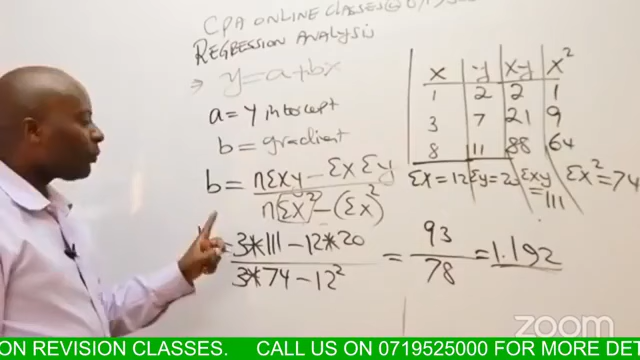 CPA ONLINE CLASSES@
REGRESSION ANALYSIS
⇒ y=a+bx
a = y intercept
b = gradient
b = nΣxy - Σx Σy / nΣx² - (Σx)²
= 3*111 - 12*20 / 3*74 - 12² = 93 / 78 = 1.192
x y xy x²
1 2 2 1
3 7 21 9
8 11 88 64
Σx=12 Σy=20 Σxy=111 Σx²=74
zoom
ON REVISION CLASSES. CALL US ON 0719525000 FOR MORE DET